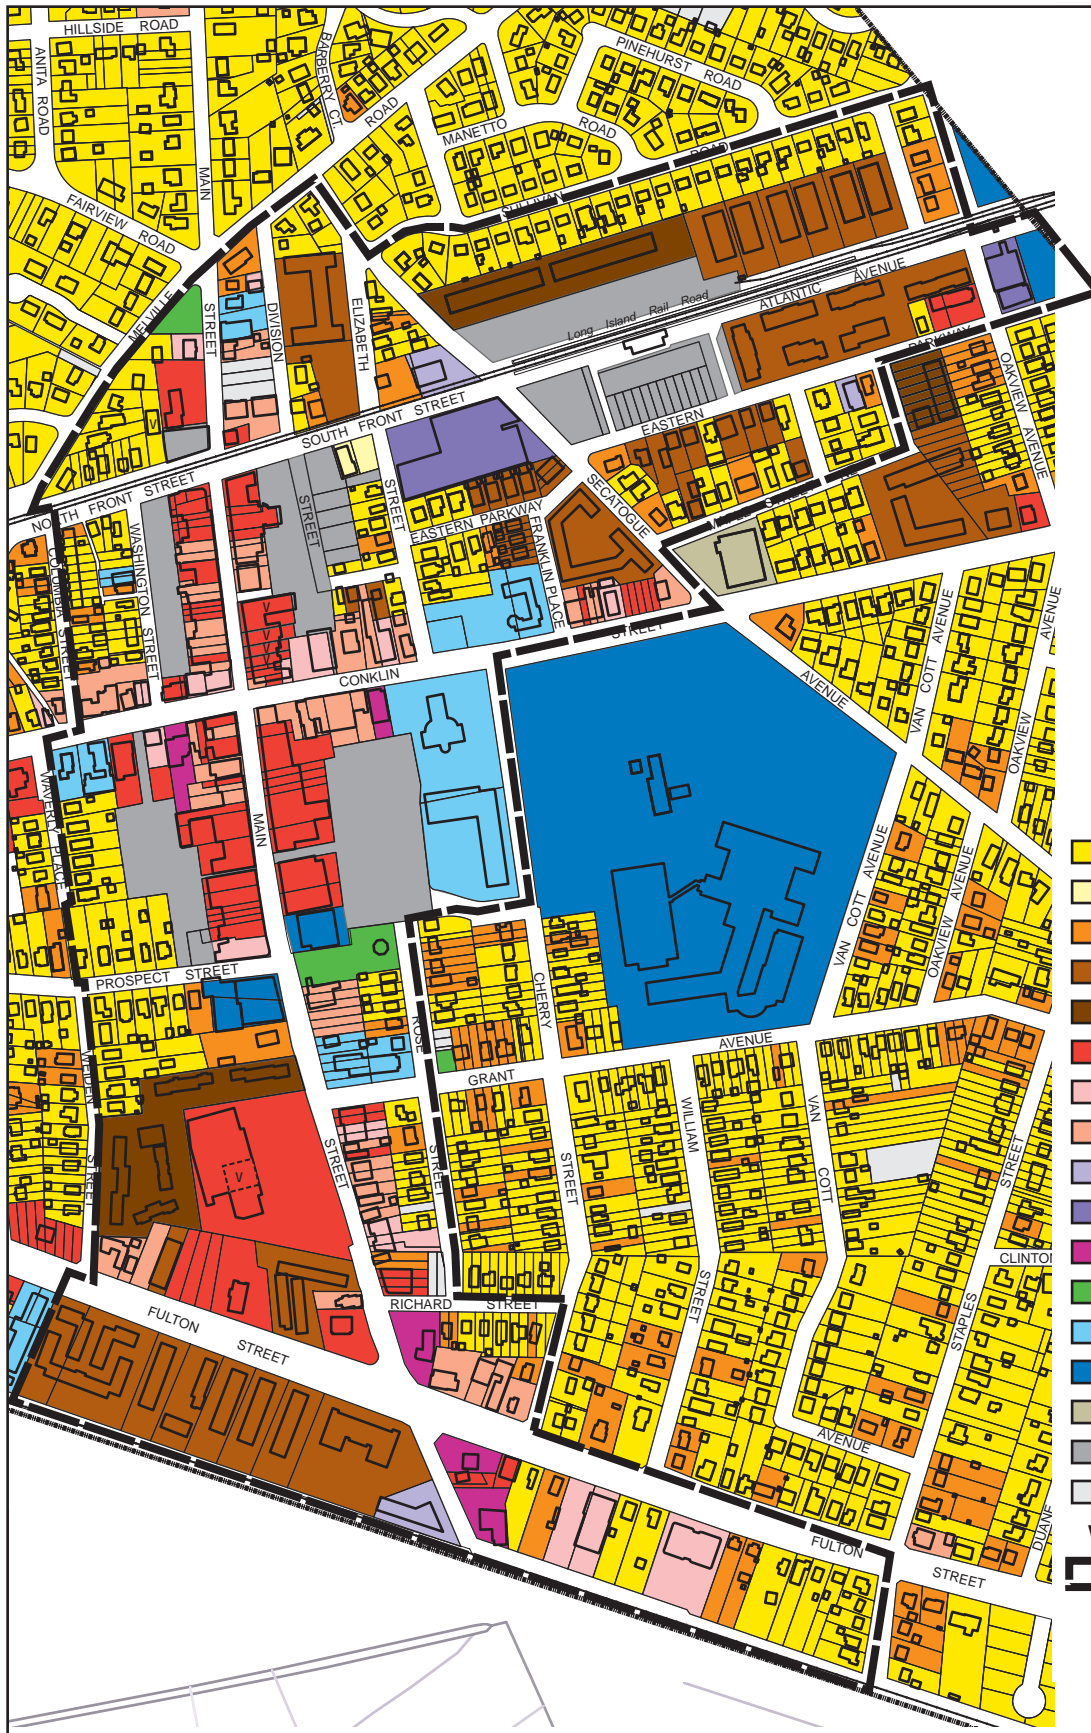 HILLSIDE ROAD
ANITA ROAD
BARBERRY CT.
ROAD
PINEHURST ROAD
MANETTO
ROAD
MAIN
ROAD
SULLIVAN
FAIRVIEW ROAD
MELVILLE
STREET
DIVISION
ELIZABETH
Long Island Rail Road
ATLANTIC
AVENUE
PARKWAY
OAKVIEW
AVENUE
SOUTH FRONT STREET
EASTERN
V
NORTH FRONT STREET
STREET
STREET
SECATOGUE
EASTERN PARKWAY
FRANKLIN PLACE
WASHINGTON STREET
COLUMBIA STREET
V
V
V
V
STREET
CONKLIN
AVENUE
VAN COTT AVENUE
AVENUE
OAKVIEW
WAVERLY PLACE
MAIN
VAN COTT AVENUE
OAKVIEW AVENUE
PROSPECT STREET
CHERRY
ROSE
AVENUE
GRANT
WEIDEN
STREET
V
STREET
STREET
STREET
WILLIAM
STREET
VAN
COTT
AVENUE
STREET
STAPLES
CLINTON
RICHARD STREET
FULTON
STREET
FULTON
STREET
DUANE